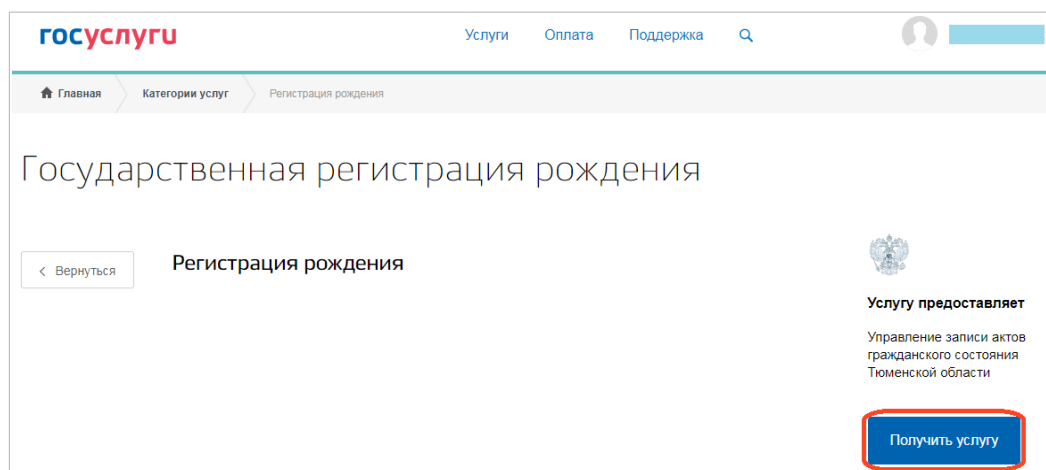 госуслуги
Услуги Оплата Поддержка
Главная Категории услуг Регистрация рождения
Государственная регистрация рождения
Вернуться
Регистрация рождения
Услугу предоставляет
Управление записи актов
гражданского состояния
Тюменской области
Получить услугу